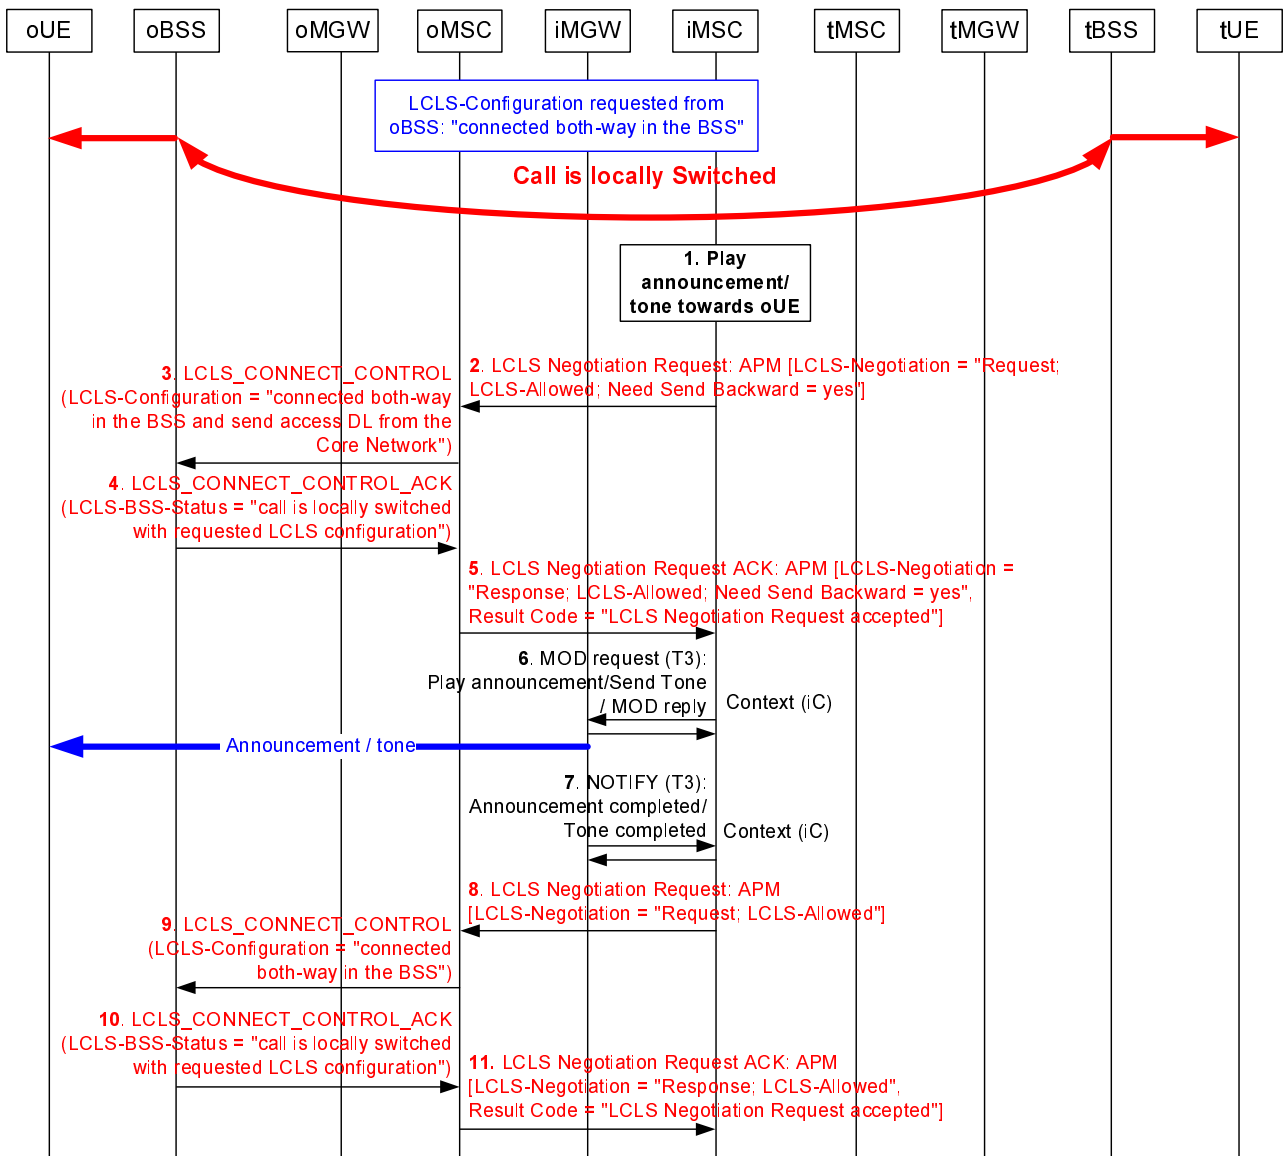 oUE
oBSS
oMGW
oMSC
iMGW
iMSC
tMSC
tMGW
tBSS
tUE
LCLS-Configuration requested from
oBSS: "connected both-way in the BSS"
Call is locally Switched
1. Play
announcement/
tone towards oUE
2. LCLS Negotiation Request: APM [LCLS-Negotiation = "Request;
LCLS-Allowed; Need Send Backward = yes"]
3. LCLS_CONNECT_CONTROL
(LCLS-Configuration = "connected both-way
in the BSS and send access DL from the
Core Network")
4. LCLS_CONNECT_CONTROL_ACK
(LCLS-BSS-Status = "call is locally switched
with requested LCLS configuration")
5. LCLS Negotiation Request ACK: APM [LCLS-Negotiation =
"Response; LCLS-Allowed; Need Send Backward = yes",
Result Code = "LCLS Negotiation Request accepted"]
6. MOD request (T3):
Play announcement/Send Tone
/ MOD reply
Context (iC)
Announcement / tone
7. NOTIFY (T3):
Announcement completed/
Tone completed
Context (iC)
8. LCLS Negotiation Request: APM
[LCLS-Negotiation = "Request; LCLS-Allowed"]
9. LCLS_CONNECT_CONTROL
(LCLS-Configuration = "connected
both-way in the BSS")
10. LCLS_CONNECT_CONTROL_ACK
(LCLS-BSS-Status = "call is locally switched
with requested LCLS configuration")
11. LCLS Negotiation Request ACK: APM
[LCLS-Negotiation = "Response; LCLS-Allowed",
Result Code = "LCLS Negotiation Request accepted"]